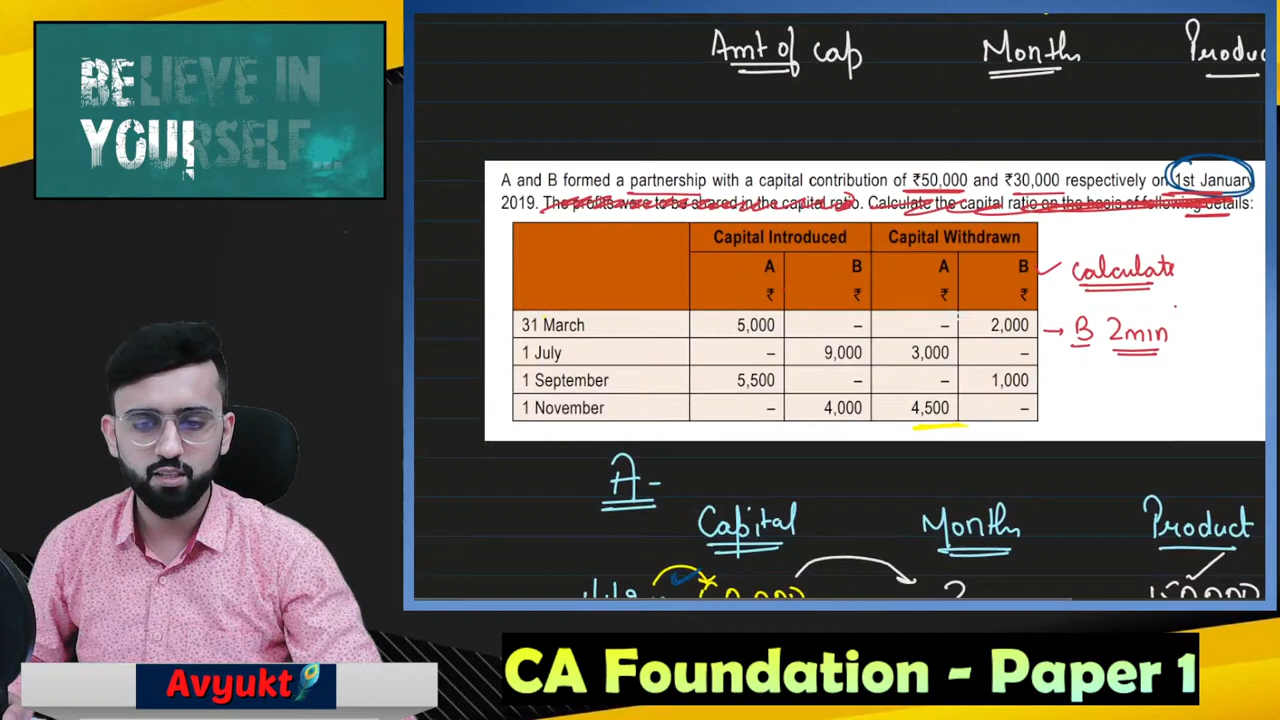 BELIEVE IN
YOURSELF...
Amt of cap Months Produc
A and B formed a partnership with a capital contribution of ₹50,000 and ₹30,000 respectively on 1st January
2019. The profits were to be shared in the capital ratio. Calculate the capital ratio on the basis of following details:
Capital Introduced Capital Withdrawn
A B A B
₹ ₹ ₹ ₹
calculate
31 March 5,000 – – 2,000
→ B 2min
1 July – 9,000 3,000 –
1 September 5,500 – – 1,000
1 November – 4,000 4,500 –
A -
Capital Months Product
Avyukt
CA Foundation - Paper 1